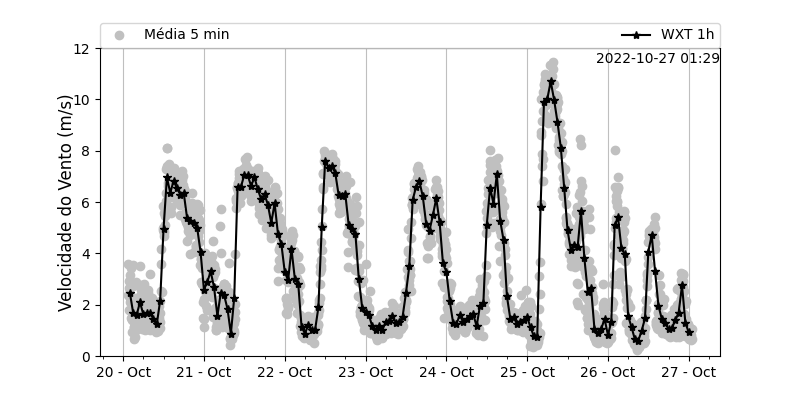 Média 5 min
WXT 1h
2022-10-27 01:29
Velocidade do Vento (m/s)
12
10
8
6
4
2
0
20 - Oct
21 - Oct
22 - Oct
23 - Oct
24 - Oct
25 - Oct
26 - Oct
27 - Oct